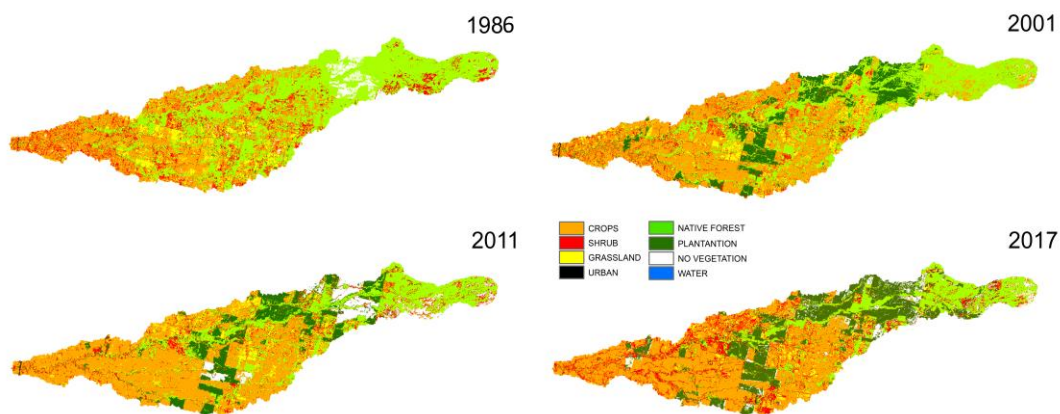 1986
2001
2011
CROPS
SHRUB
GRASSLAND
URBAN
NATIVE FOREST
PLANTANTION
NO VEGETATION
WATER
2017